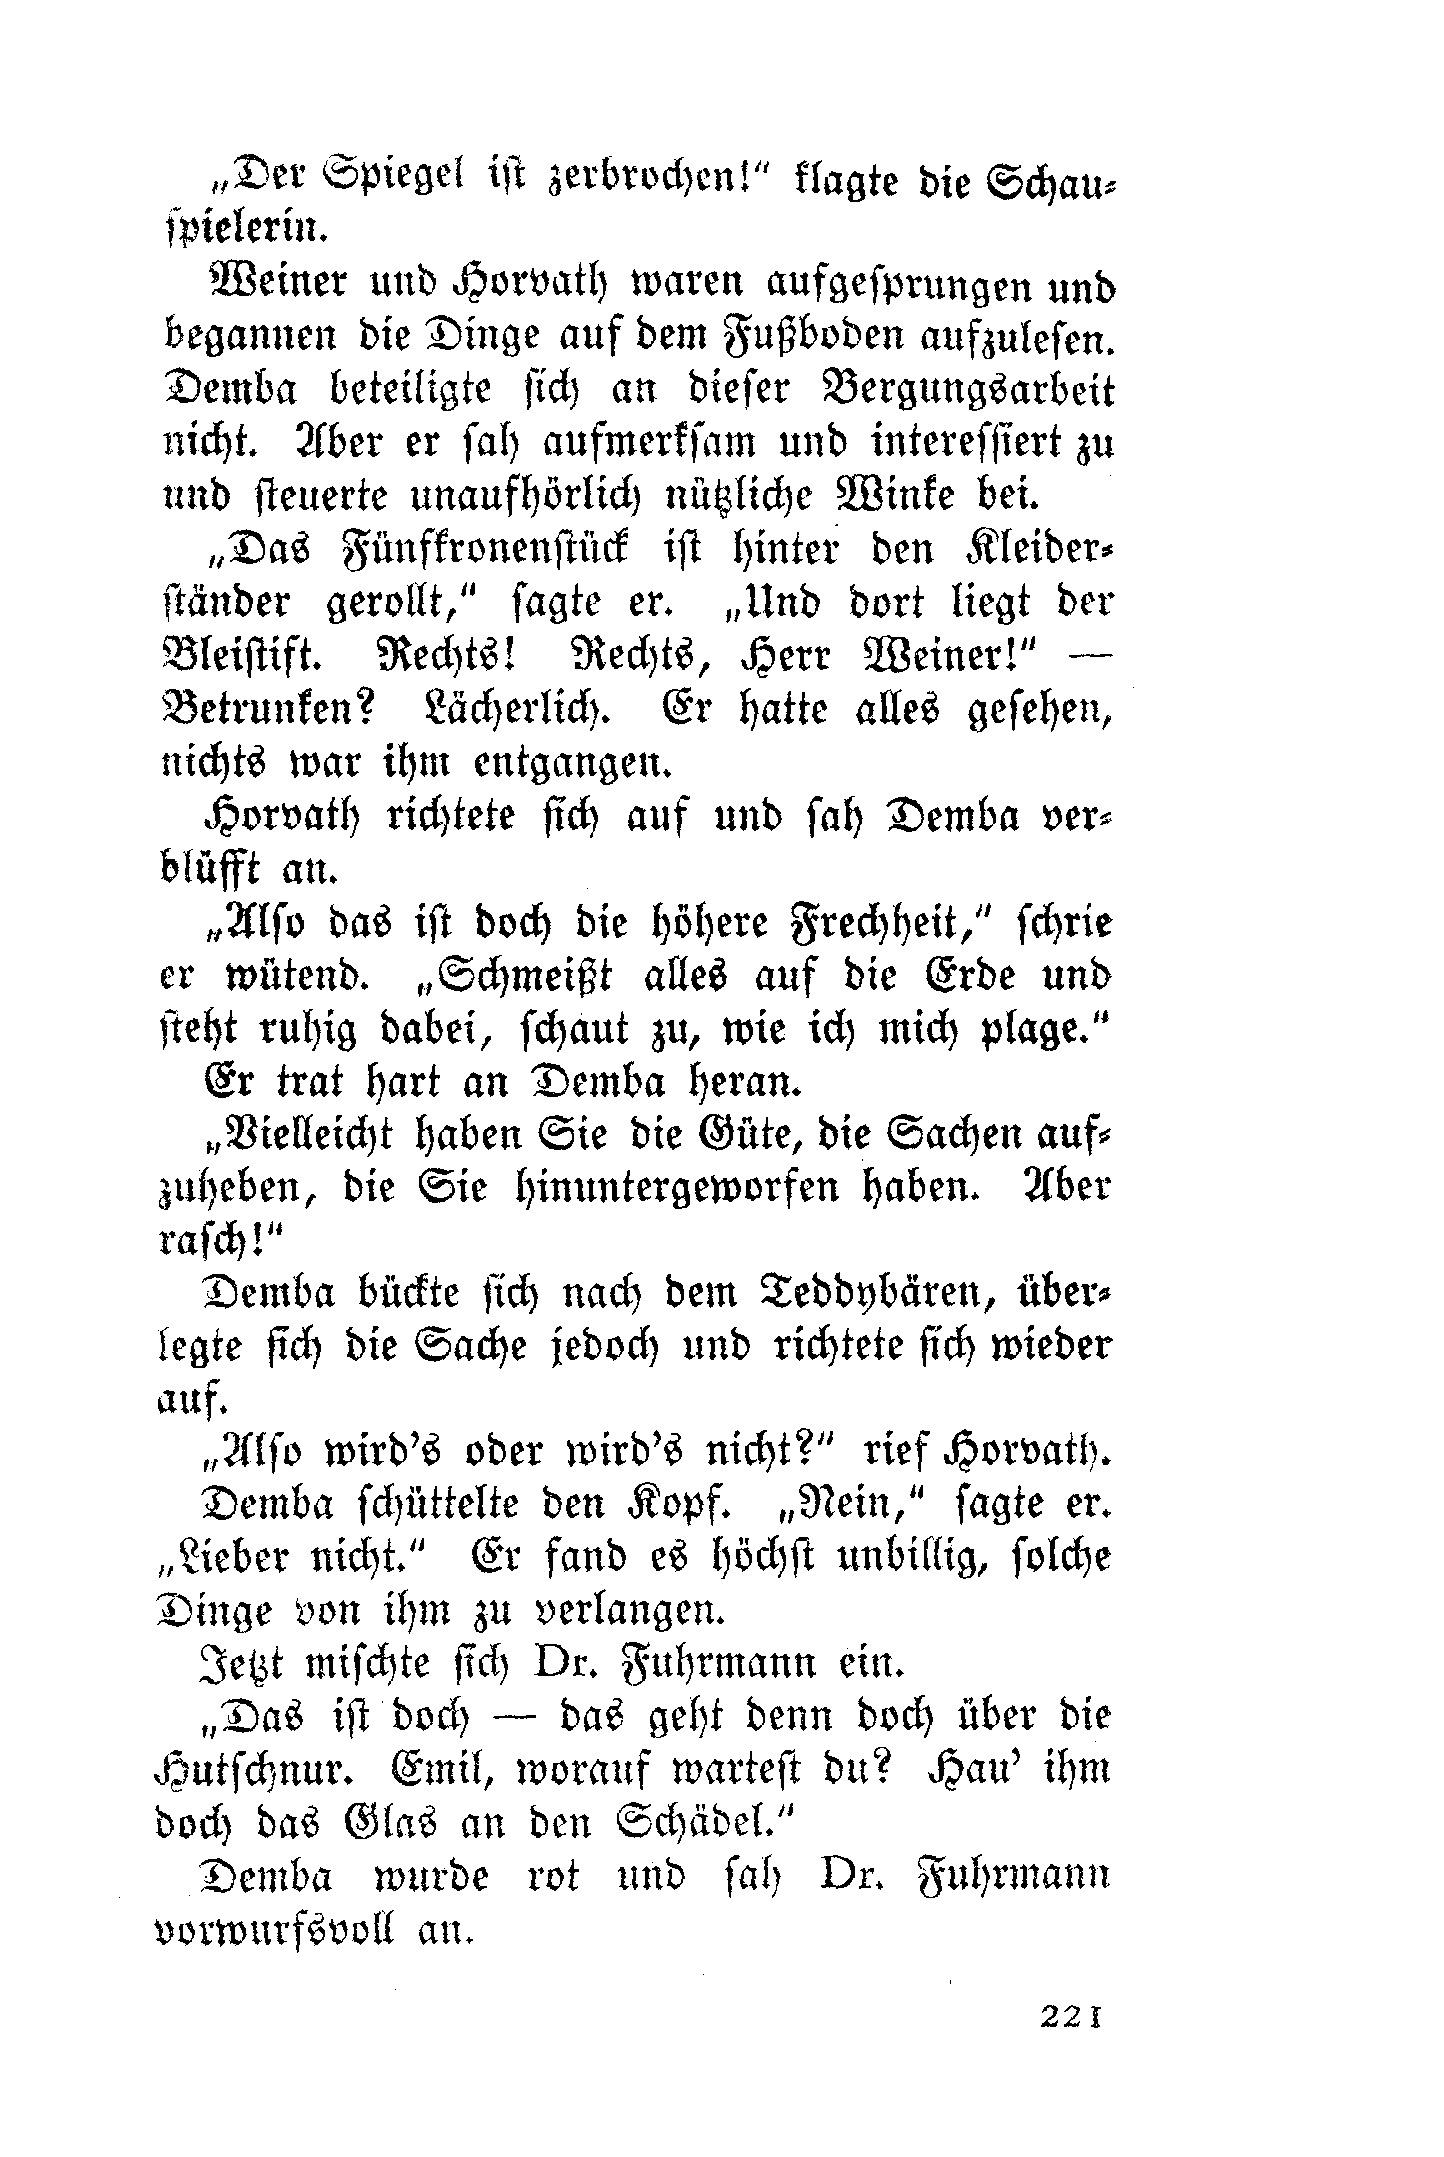 „Der Spiegel ist zerbrochen!“ klagte die Schau-
spielerin.
Weiner und Horvath waren aufgesprungen und
begannen die Dinge auf dem Fußboden aufzulesen.
Demba beteiligte sich an dieser Bergungsarbeit
nicht. Aber er sah aufmerksam und interessiert zu
und steuerte unaufhörlich nützliche Winke bei.
„Das Fünfkronenstück ist hinter den Kleider-
ständer gerollt,“ sagte er. „Und dort liegt der
Bleistift. Rechts! Rechts, Herr Weiner!“ —
Betrunken? Lächerlich. Er hatte alles gesehen,
nichts war ihm entgangen.
Horvath richtete sich auf und sah Demba ver-
blüfft an.
„Also das ist doch die höhere Frechheit,“ schrie
er wütend. „Schmeißt alles auf die Erde und
steht ruhig dabei, schaut zu, wie ich mich plage.“
Er trat hart an Demba heran.
„Vielleicht haben Sie die Güte, die Sachen auf-
zuheben, die Sie hinuntergeworfen haben. Aber
rasch!“
Demba bückte sich nach dem Teddybären, über-
legte sich die Sache jedoch und richtete sich wieder
auf.
„Also wird’s oder wird’s nicht?“ rief Horvath.
Demba schüttelte den Kopf. „Nein,“ sagte er.
„Lieber nicht.“ Er fand es höchst unbillig, solche
Dinge von ihm zu verlangen.
Jetzt mischte sich Dr. Fuhrmann ein.
„Das ist doch — das geht denn doch über die
Hutschnur. Emil, worauf wartest du? Hau’ ihm
doch das Glas an den Schädel.“
Demba wurde rot und sah Dr. Fuhrmann
vorwurfsvoll an.
221